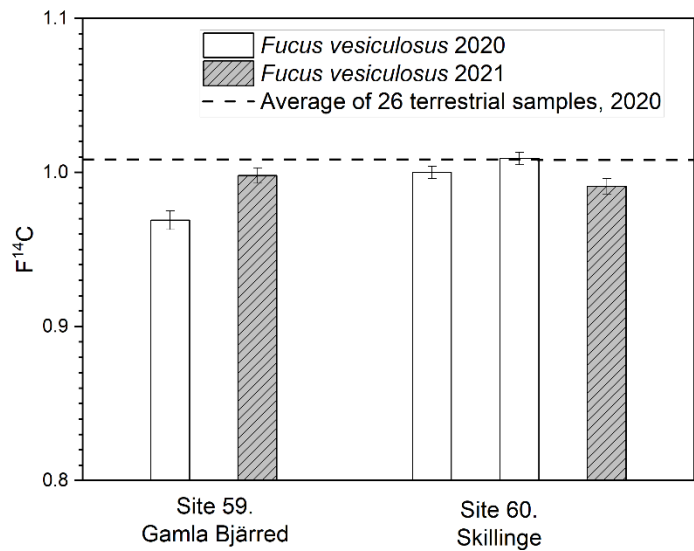 1.1
Fucus vesiculosus 2020
Fucus vesiculosus 2021
Average of 26 terrestrial samples, 2020
1.0
F¹⁴C
0.9
0.8
Site 59.
Gamla Bjärred
Site 60.
Skillinge